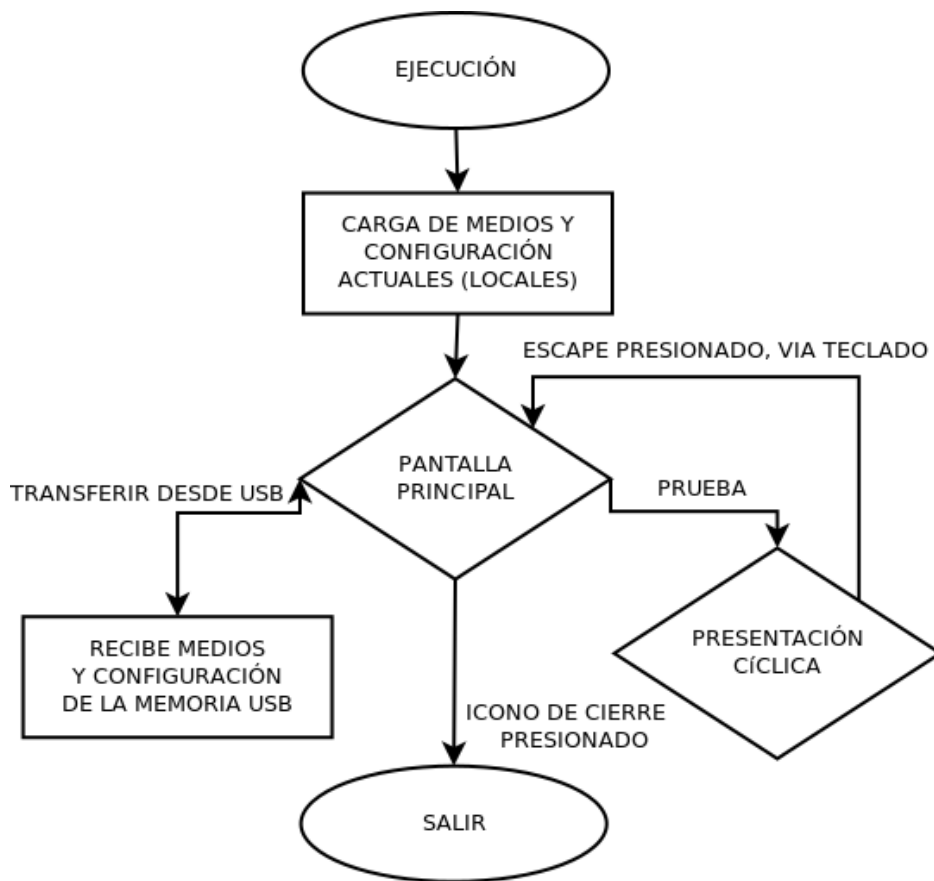 EJECUCIÓN
CARGA DE MEDIOS Y
CONFIGURACIÓN
ACTUALES (LOCALES)
ESCAPE PRESIONADO, VIA TECLADO
PANTALLA
PRINCIPAL
TRANSFERIR DESDE USB
PRUEBA
RECIBE MEDIOS
Y CONFIGURACIÓN
DE LA MEMORIA USB
PRESENTACIÓN
CíCLICA
ICONO DE CIERRE
PRESIONADO
SALIR